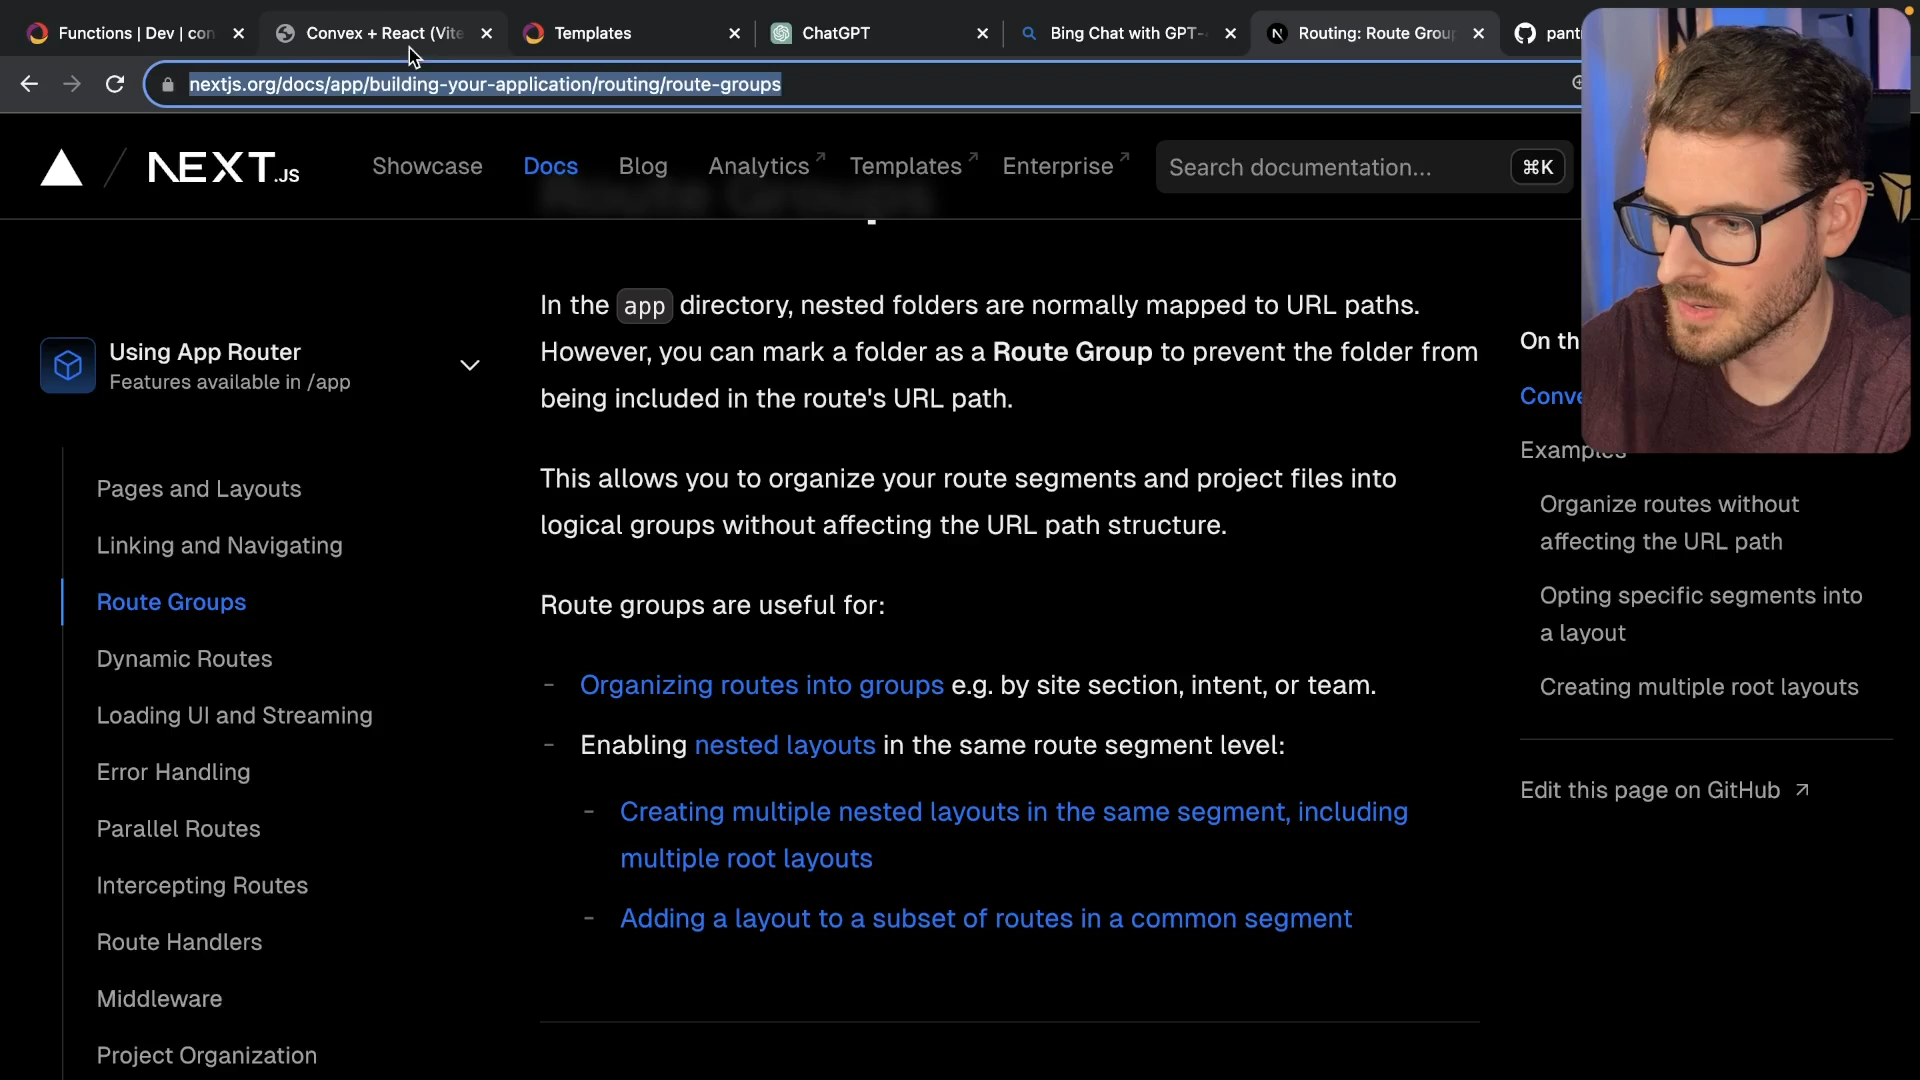 Functions | Dev | con
Convex + React (Vite
Templates
ChatGPT
Bing Chat with GPT-
Routing: Route Grou
pant
nextjs.org/docs/app/building-your-application/routing/route-groups
NEXT.JS
Showcase
Docs
Blog
Analytics
Templates
Enterprise
Search documentation...
⌘K
Route Groups
Using App Router
Features available in /app
Pages and Layouts
Linking and Navigating
Route Groups
Dynamic Routes
Loading UI and Streaming
Error Handling
Parallel Routes
Intercepting Routes
Route Handlers
Middleware
Project Organization
In the app directory, nested folders are normally mapped to URL paths.
However, you can mark a folder as a Route Group to prevent the folder from
being included in the route's URL path.
This allows you to organize your route segments and project files into
logical groups without affecting the URL path structure.
Route groups are useful for:
- Organizing routes into groups e.g. by site section, intent, or team.
- Enabling nested layouts in the same route segment level:
- Creating multiple nested layouts in the same segment, including
multiple root layouts
- Adding a layout to a subset of routes in a common segment
On th
Conve
Examples
Organize routes without
affecting the URL path
Opting specific segments into
a layout
Creating multiple root layouts
Edit this page on GitHub